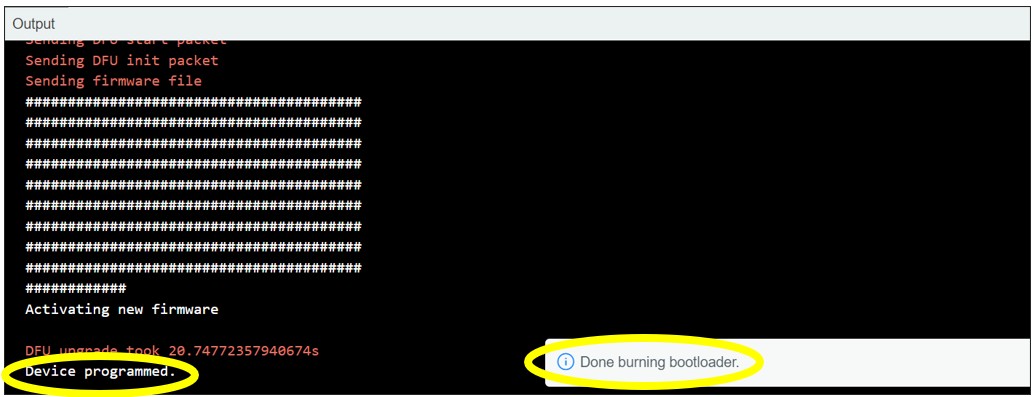 Output
Sending DFU start packet
Sending DFU init packet
Sending firmware file
########################################
########################################
########################################
########################################
########################################
########################################
########################################
########################################
########################################
############
Activating new firmware
DFU upgrade took 20.74772357940674s
Device programmed.
Done burning bootloader.